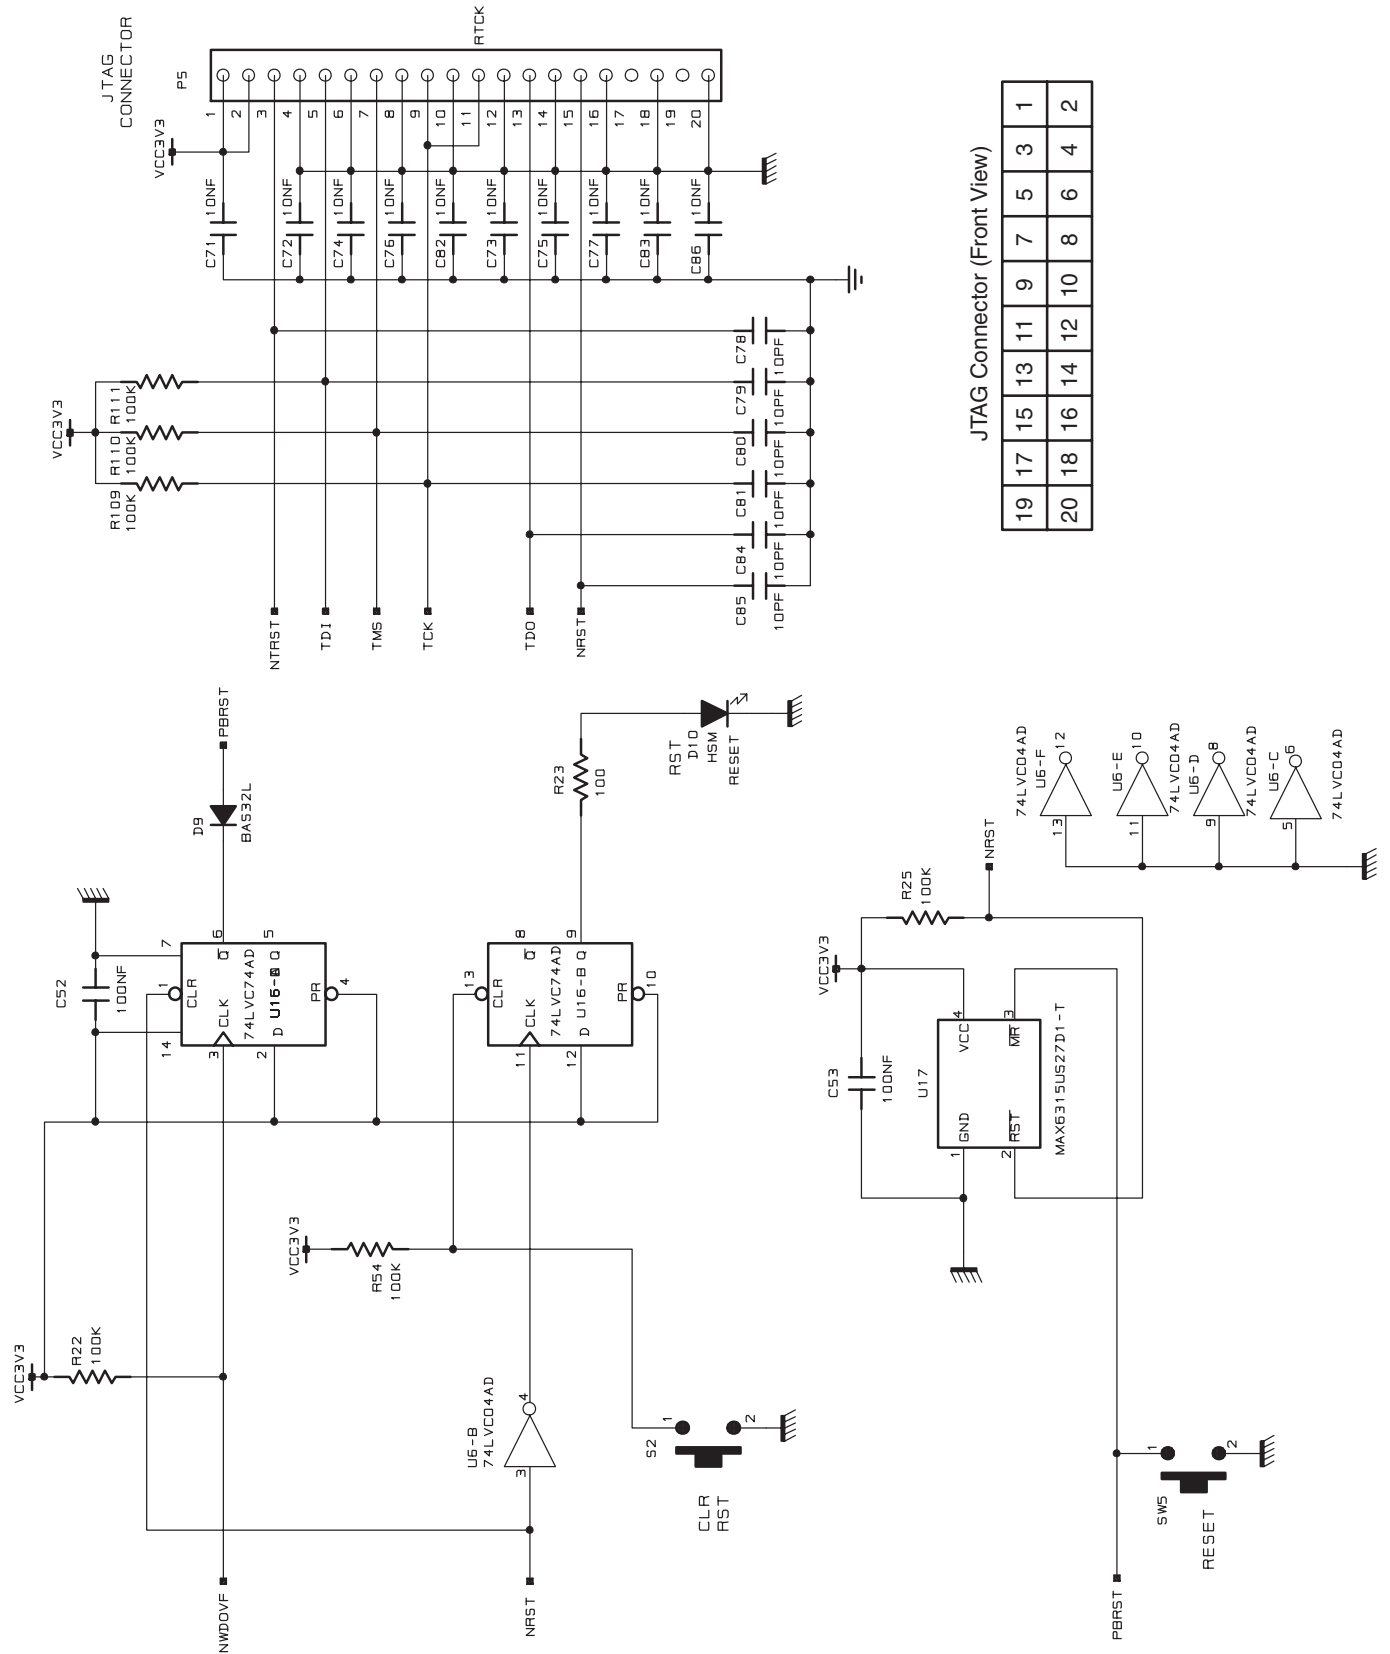 JTAG
CONNECTOR
P5
RTCK
1
2
3
4
5
6
7
8
9
10
11
12
13
14
15
16
17
18
19
20
VCC3V3
C71
10NF
C72
10NF
C74
10NF
C76
10NF
C82
10NF
C73
10NF
C75
10NF
C77
10NF
C83
10NF
C86
10NF
VCC3V3
R111
100K
R110
100K
R109
100K
C78
10PF
C79
10PF
C80
10PF
C81
10PF
C84
10PF
C85
10PF
NTRST
TDI
TMS
TCK
TDO
NRST
JTAG Connector (Front View)
19
17
15
13
11
9
7
5
3
1
20
18
16
14
12
10
8
6
4
2
PBRST
D9
BAS32L
C52
100NF
7
14
1
CLR
3
CLK
2
D
6
Q
5
Q
4
PR
74LVC74AD
U16-A
13
CLR
11
CLK
12
D
8
Q
9
Q
10
PR
74LVC74AD
U16-B
R23
100
RST
D10
HSM
RESET
VCC3V3
R22
100K
VCC3V3
R54
100K
U6-B
74LVC04AD
3
4
S2
1
2
CLR
RST
NWDOVF
NRST
74LVC04AD
U6-F
13
12
U6-E
74LVC04AD
11
10
U6-D
74LVC04AD
9
8
U6-C
74LVC04AD
5
6
NRST
R25
100K
VCC3V3
C53
100NF
U17
VCC
4
MR
3
GND
1
RST
2
MAX6315US27D1-T
SW5
1
2
RESET
PBRST